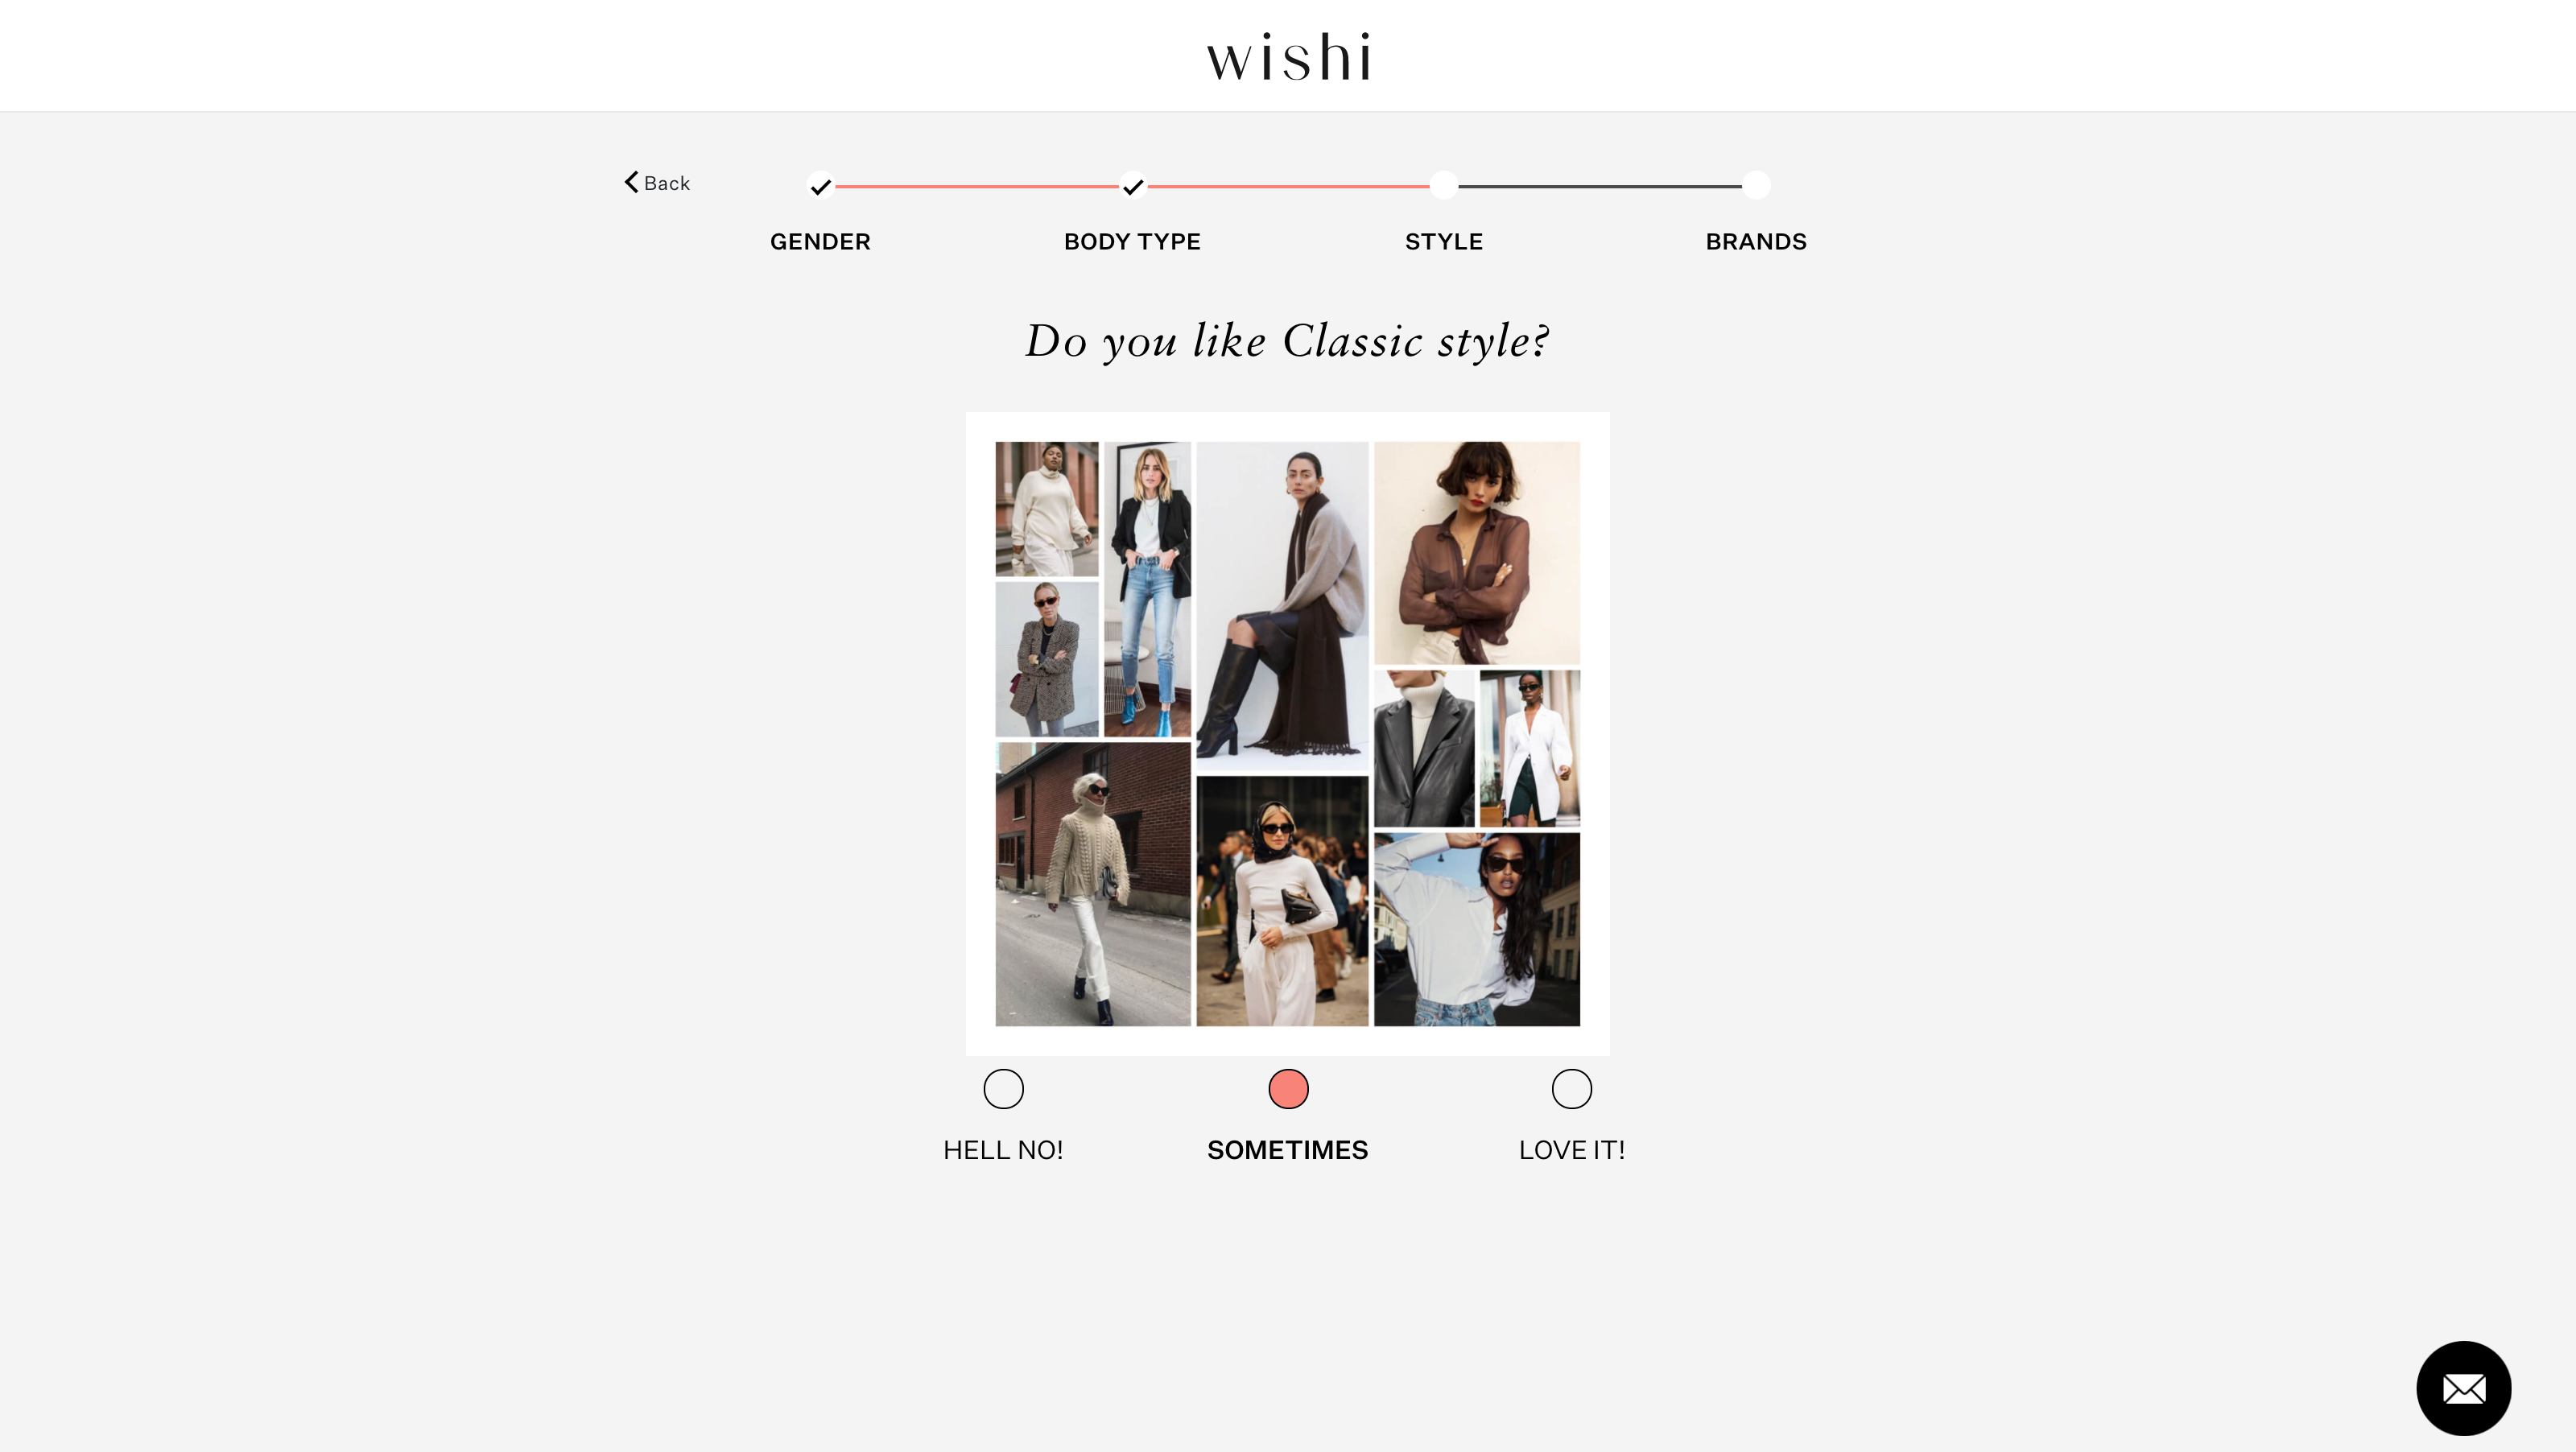 wishi
Back
GENDER
BODY TYPE
STYLE
BRANDS
Do you like Classic style?
HELL NO!
SOMETIMES
LOVE IT!